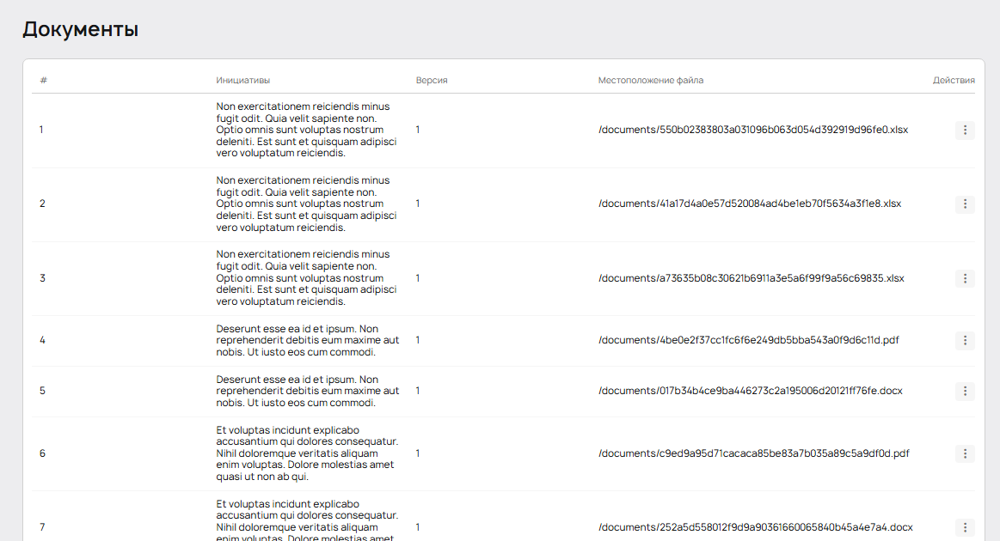 Документы
# Инициативы Версия Местоположение файла Действия
Non exercitationem reiciendis minus
fugit odit. Quia velit sapiente non.
1 Optio omnis sunt voluptas nostrum 1 /documents/550b02383803a031096b063d054d392919d96fe0.xlsx
deleniti. Est sunt et quisquam adipisci
vero voluptatum reiciendis.
Non exercitationem reiciendis minus
fugit odit. Quia velit sapiente non.
2 Optio omnis sunt voluptas nostrum 1 /documents/41a17d4a0e57d520084ad4be1eb70f5634a3f1e8.xlsx
deleniti. Est sunt et quisquam adipisci
vero voluptatum reiciendis.
Non exercitationem reiciendis minus
fugit odit. Quia velit sapiente non.
3 Optio omnis sunt voluptas nostrum 1 /documents/a73635b08c30621b6911a3e5a6f99f9a56c69835.xlsx
deleniti. Est sunt et quisquam adipisci
vero voluptatum reiciendis.
Deserunt esse ea id et ipsum. Non
4 reprehenderit debitis eum maxime aut 1 /documents/4be0e2f37cc1fc6f6e249db5bba543a0f9d6c11d.pdf
nobis. Ut iusto eos cum commodi.
Deserunt esse ea id et ipsum. Non
5 reprehenderit debitis eum maxime aut 1 /documents/017b34b4ce9ba446273c2a195006d20121ff76fe.docx
nobis. Ut iusto eos cum commodi.
Et voluptas incidunt explicabo
accusantium qui dolores consequatur.
6 Nihil doloremque veritatis aliquam 1 /documents/c9ed9a95d71cacaca85be83a7b035a89c5a9df0d.pdf
enim voluptas. Dolore molestias amet
quasi ut non ab qui.
Et voluptas incidunt explicabo
accusantium qui dolores consequatur.
7 Nihil doloremque veritatis aliquam 1 /documents/252a5d558012f9d9a90361660065840b45a4e7a4.docx
enim voluptas. Dolore molestias amet